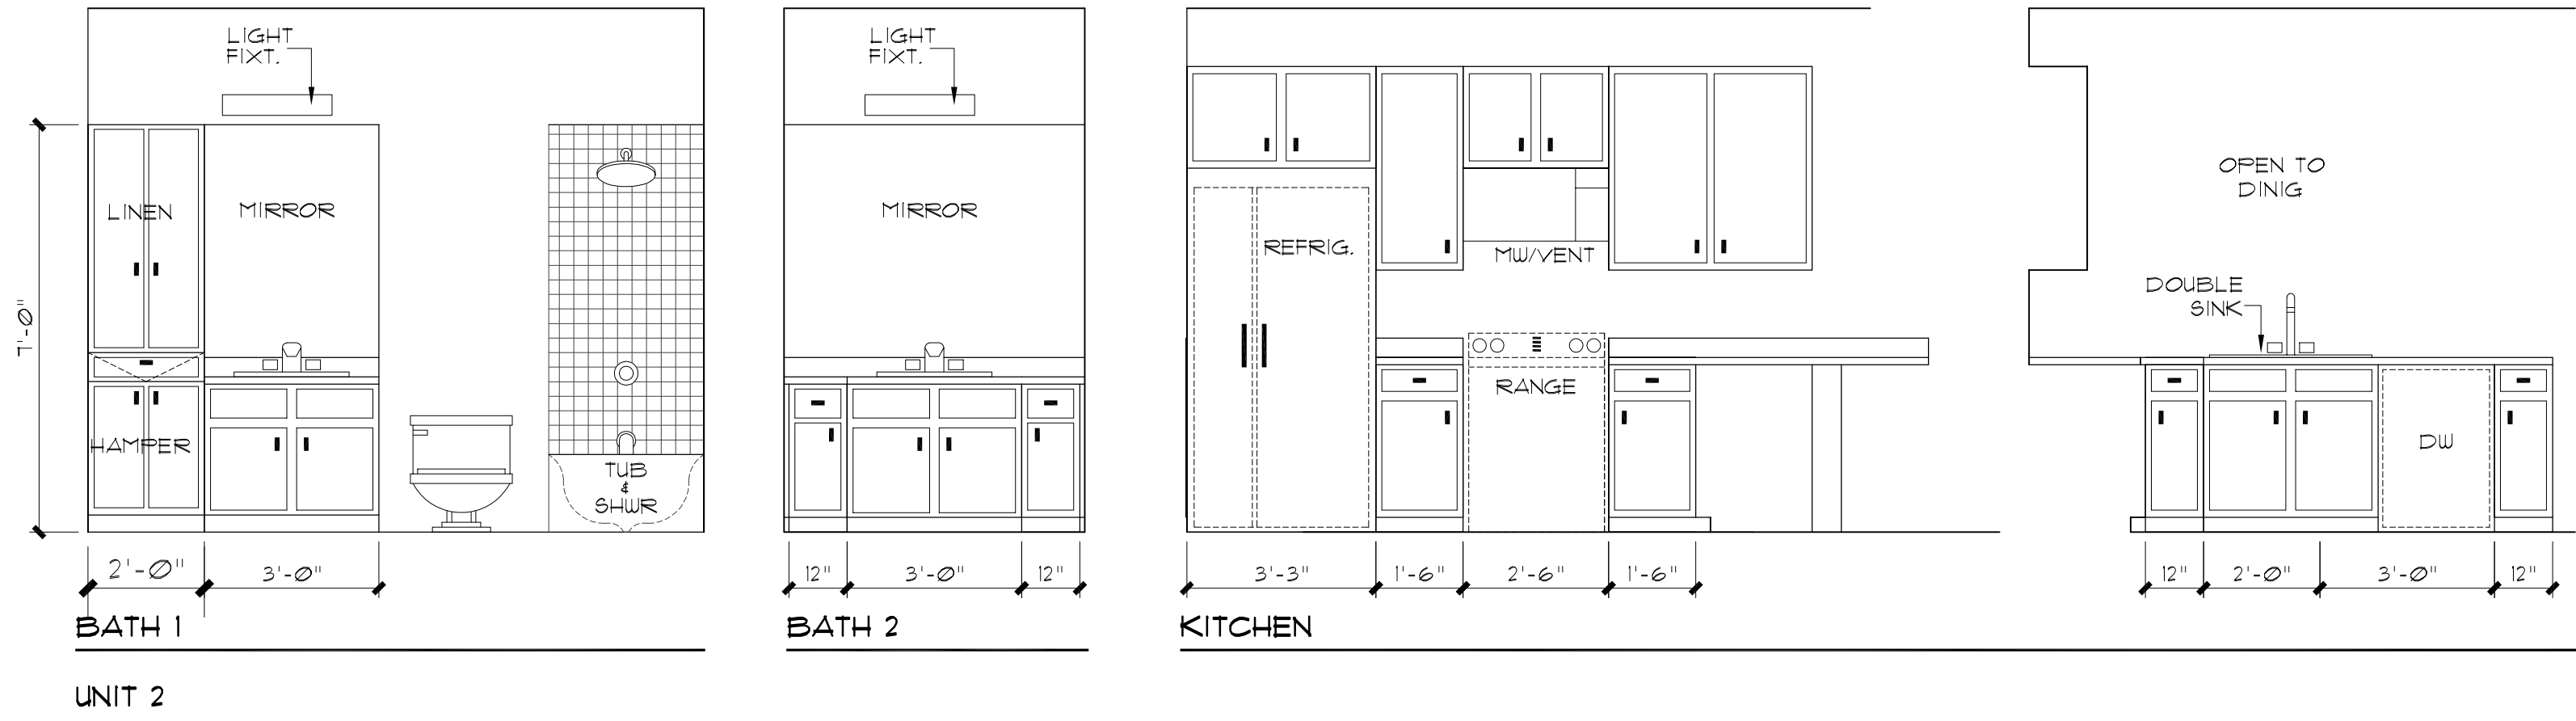 LIGHT
FIXT.
LINEN
MIRROR
7'-0"
HAMPER
TUB
&
SHWR
2'-0"
3'-0"
BATH 1
LIGHT
FIXT.
MIRROR
12"
3'-0"
12"
BATH 2
REFRIG.
MW/VENT
RANGE
3'-3"
1'-6"
2'-6"
1'-6"
KITCHEN
OPEN TO
DINIG
DOUBLE
SINK
DW
12"
2'-0"
3'-0"
12"
UNIT 2